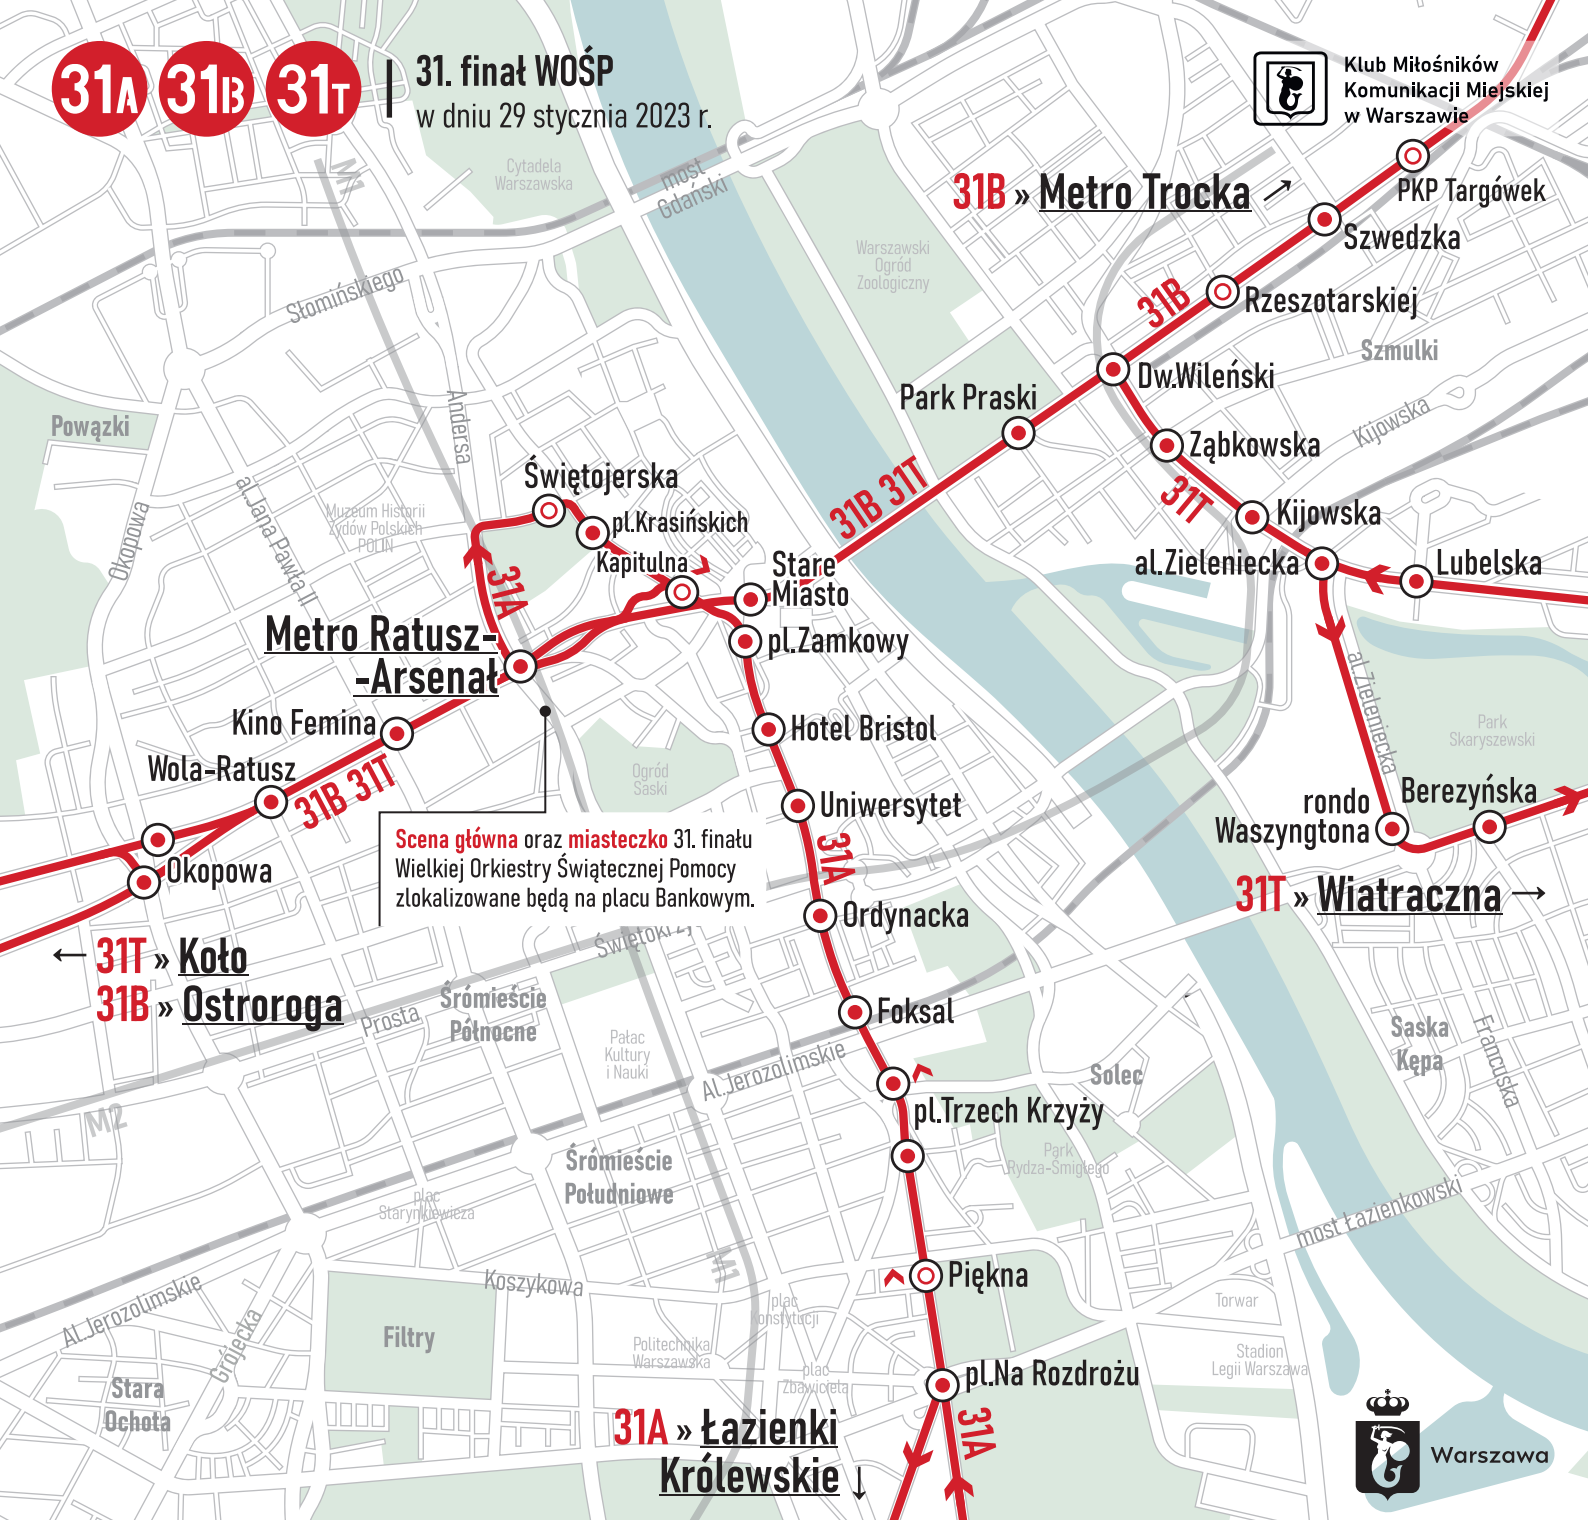 31A 31B 31T
31. finał WOŚP
w dniu 29 stycznia 2023 r.
Klub Miłośników
Komunikacji Miejskiej
w Warszawie
M1
Cytadela
Warszawska
most
Gdański
31B » Metro Trocka
PKP Targówek
Szwedzka
Warszawski
Ogród
Zoologiczny
Słomińskiego
31B
Rzeszotarskiej
Szmulki
Dw.Wileński
Park Praski
Andersa
Powązki
Kijowska
Ząbkowska
Świętojerska
al.Jana Pawła II
Okopowa
Muzeum Historii
Żydów Polskich
POLIN
pl.Krasińskich
Kapitulna
31B 31T
31T
Kijowska
Stare
Miasto
al.Zieleniecka
Lubelska
31A
Metro Ratusz-
-Arsenał
pl.Zamkowy
al.Zieleniecka
Kino Femina
Hotel Bristol
Park
Skaryszewski
Wola-Ratusz
31B 31T
Ogród
Saski
Uniwersytet
Berezyńska
rondo
Waszyngtona
Scena główna oraz miasteczko 31. finału
Wielkiej Orkiestry Świątecznej Pomocy
zlokalizowane będą na placu Bankowym.
31A
Okopowa
31T » Wiatraczna
Ordynacka
31T » Koło
31B » Ostroroga
Śrómieście
Północne
Prosta
Foksal
Pałac
Kultury
i Nauki
Al.Jerozolimskie
Saska
Kępa
Francuska
Solec
M2
pl.Trzech Krzyży
Park
Rydza-Śmigłego
Śrómieście
Południowe
plac
Starynkiewicza
most Łazienkowski
M1
Koszykowa
Piękna
plac
Konstytucji
Torwar
Al.Jerozolimskie
Grójecka
Filtry
Politechnika
Warszawska
Stadion
Legii Warszawa
plac
Zbawiciela
pl.Na Rozdrożu
Stara
Ochota
31A » Łazienki
Królewskie
31A
Warszawa